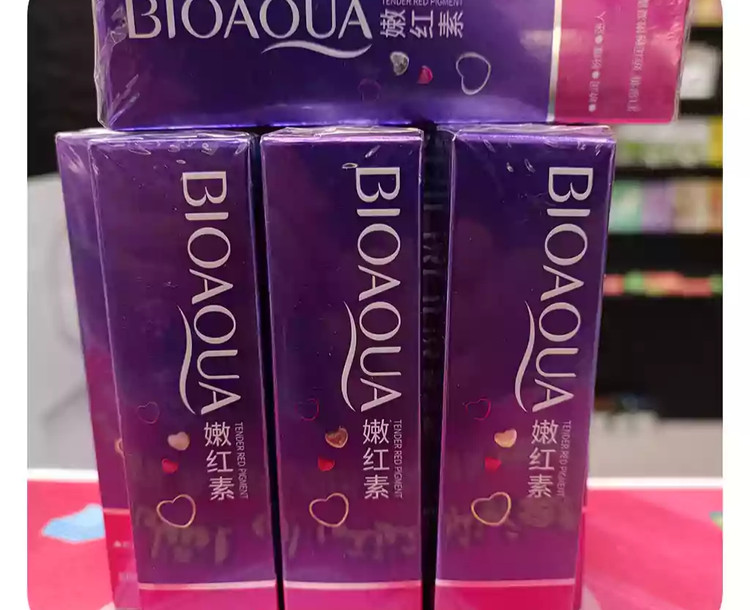 BIOAQUA
TENDER RED PIGMENT
嫩红素
BIOAQUA
嫩红素
TENDER RED PIGMENT
BIOAQUA
嫩红素
TENDER RED PIGMENT
BIOAQUA
嫩红素
TENDER RED PIGMENT